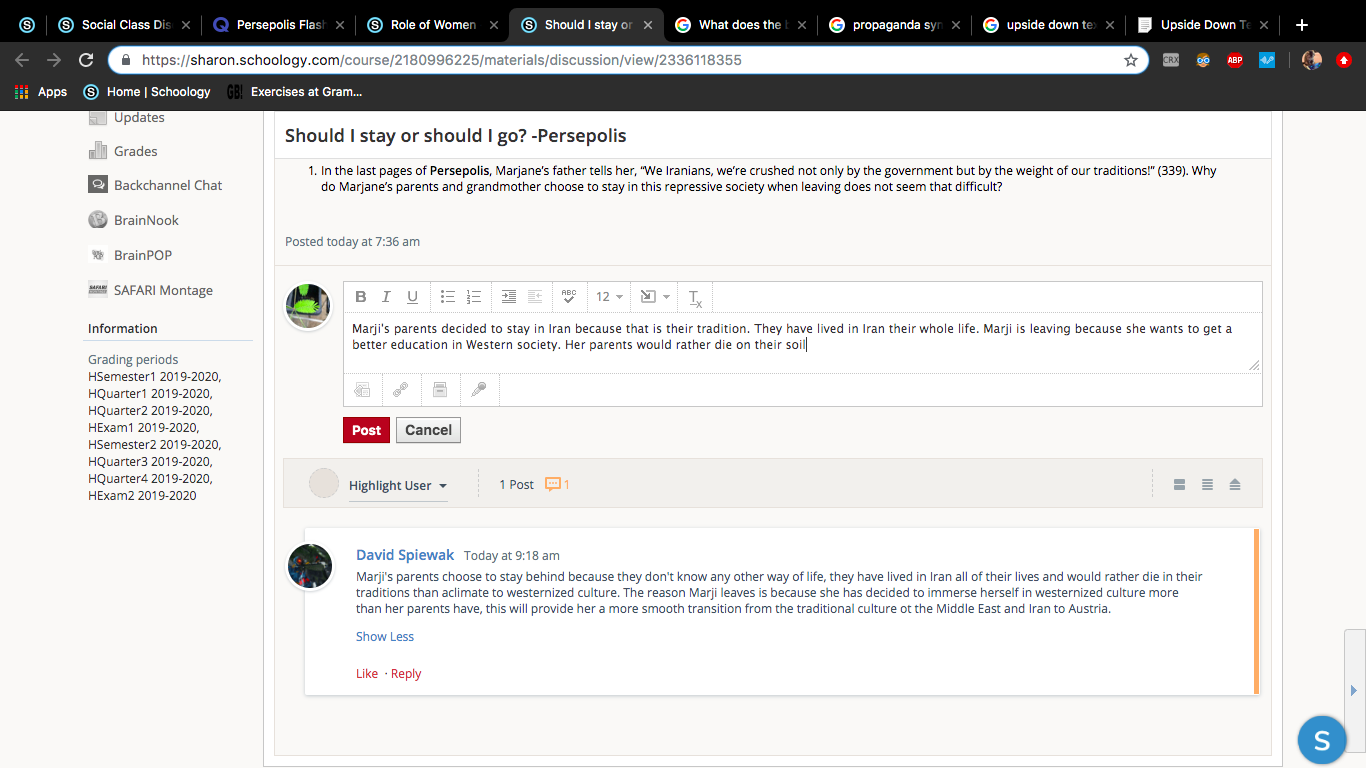 Social Class Dis
Persepolis Flash
Role of Women
Should I stay or
What does the b
propaganda syn
upside down tex
Upside Down Te
https://sharon.schoology.com/course/2180996225/materials/discussion/view/2336118355
CRX
ABP
Apps
Home | Schoology
GB!
Exercises at Gram...
Updates
Grades
Backchannel Chat
BrainNook
BrainPOP
SAFARI Montage
Information
Grading periods
HSemester1 2019-2020,
HQuarter1 2019-2020,
HQuarter2 2019-2020,
HExam1 2019-2020,
HSemester2 2019-2020,
HQuarter3 2019-2020,
HQuarter4 2019-2020,
HExam2 2019-2020
Should I stay or should I go? -Persepolis
1. In the last pages of Persepolis, Marjane’s father tells her, “We Iranians, we’re crushed not only by the government but by the weight of our traditions!” (339). Why
do Marjane’s parents and grandmother choose to stay in this repressive society when leaving does not seem that difficult?
Posted today at 7:36 am
B I U ABC 12 Tx
Marji's parents decided to stay in Iran because that is their tradition. They have lived in Iran their whole life. Marji is leaving because she wants to get a
better education in Western society. Her parents would rather die on their soil
Post Cancel
Highlight User 1 Post 1
David Spiewak Today at 9:18 am
Marji's parents choose to stay behind because they don't know any other way of life, they have lived in Iran all of their lives and would rather die in their
traditions than aclimate to westernized culture. The reason Marji leaves is because she has decided to immerse herself in westernized culture more
than her parents have, this will provide her a more smooth transition from the traditional culture ot the Middle East and Iran to Austria.
Show Less
Like · Reply
S